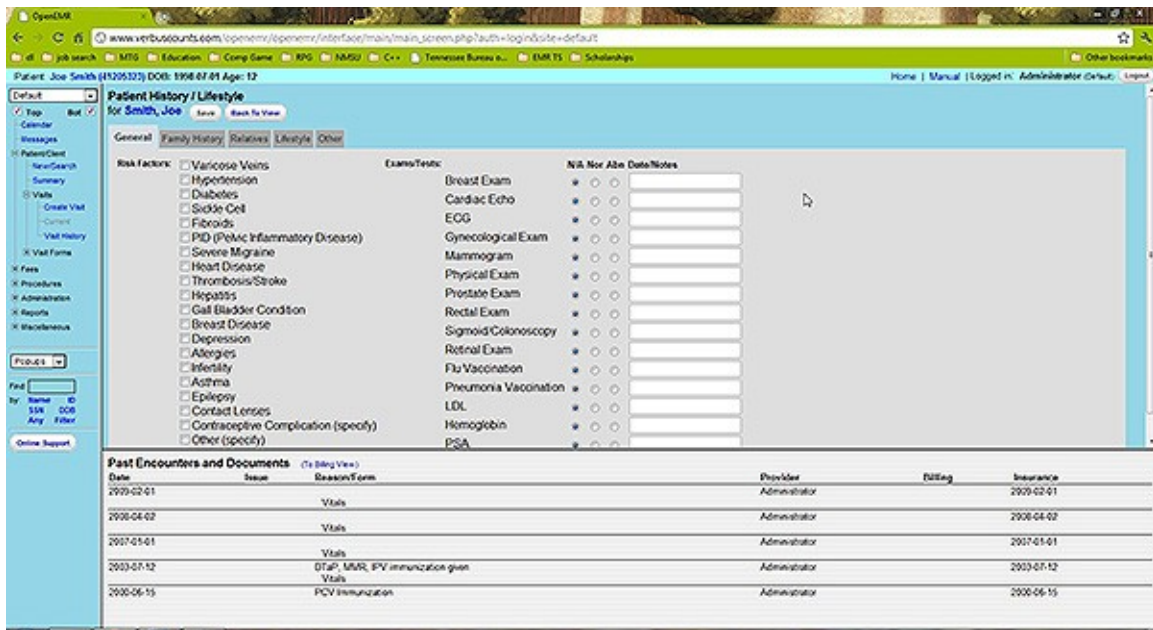 OpenEMR
www.verbuscounts.com/openemr/openemr/interface/main/main_screen.php?auth=login&site=default
dl job search MTG Education Comp Game RPG NMSU C++ Tennessee Bureau o... EMR TS Scholarships Other bookmarks
Patient: Joe Smith (41205323) DOB: 1998-07-01 Age: 12 Home | Manual | Logged in: Administrator (Default) Logout
Default
Top Bot
Calendar
Messages
Patient/Client
New/Search
Summary
Visits
Create Visit
Current
Visit History
Visit Forms
Fees
Procedures
Administration
Reports
Miscellaneous
Popups
Find
by: Name ID
SSN DOB
Any Filter
Online Support
Patient History / Lifestyle
for Smith, Joe Save Back To View
General Family History Relatives Lifestyle Other
Risk Factors: Varicose Veins
Hypertension
Diabetes
Sickle Cell
Fibroids
PID (Pelvic Inflammatory Disease)
Severe Migraine
Heart Disease
Thrombosis/Stroke
Hepatitis
Gall Bladder Condition
Breast Disease
Depression
Allergies
Infertility
Asthma
Epilepsy
Contact Lenses
Contraceptive Complication (specify)
Other (specify)
Exams/Tests: N/A Nor Abn Date/Notes
Breast Exam
Cardiac Echo
ECG
Gynecological Exam
Mammogram
Physical Exam
Prostate Exam
Rectal Exam
Sigmoid/Colonoscopy
Retinal Exam
Flu Vaccination
Pneumonia Vaccination
LDL
Hemoglobin
PSA
Past Encounters and Documents (To Billing View)
Date Issue Reason/Form Provider Billing Insurance
2009-02-01 Administrator 2009-02-01
Vitals
2008-04-02 Administrator 2008-04-02
Vitals
2007-01-01 Administrator 2007-01-01
Vitals
2003-07-12 DTaP, MMR, IPV immunization given Administrator 2003-07-12
Vitals
2000-06-15 PCV Immunization Administrator 2000-06-15